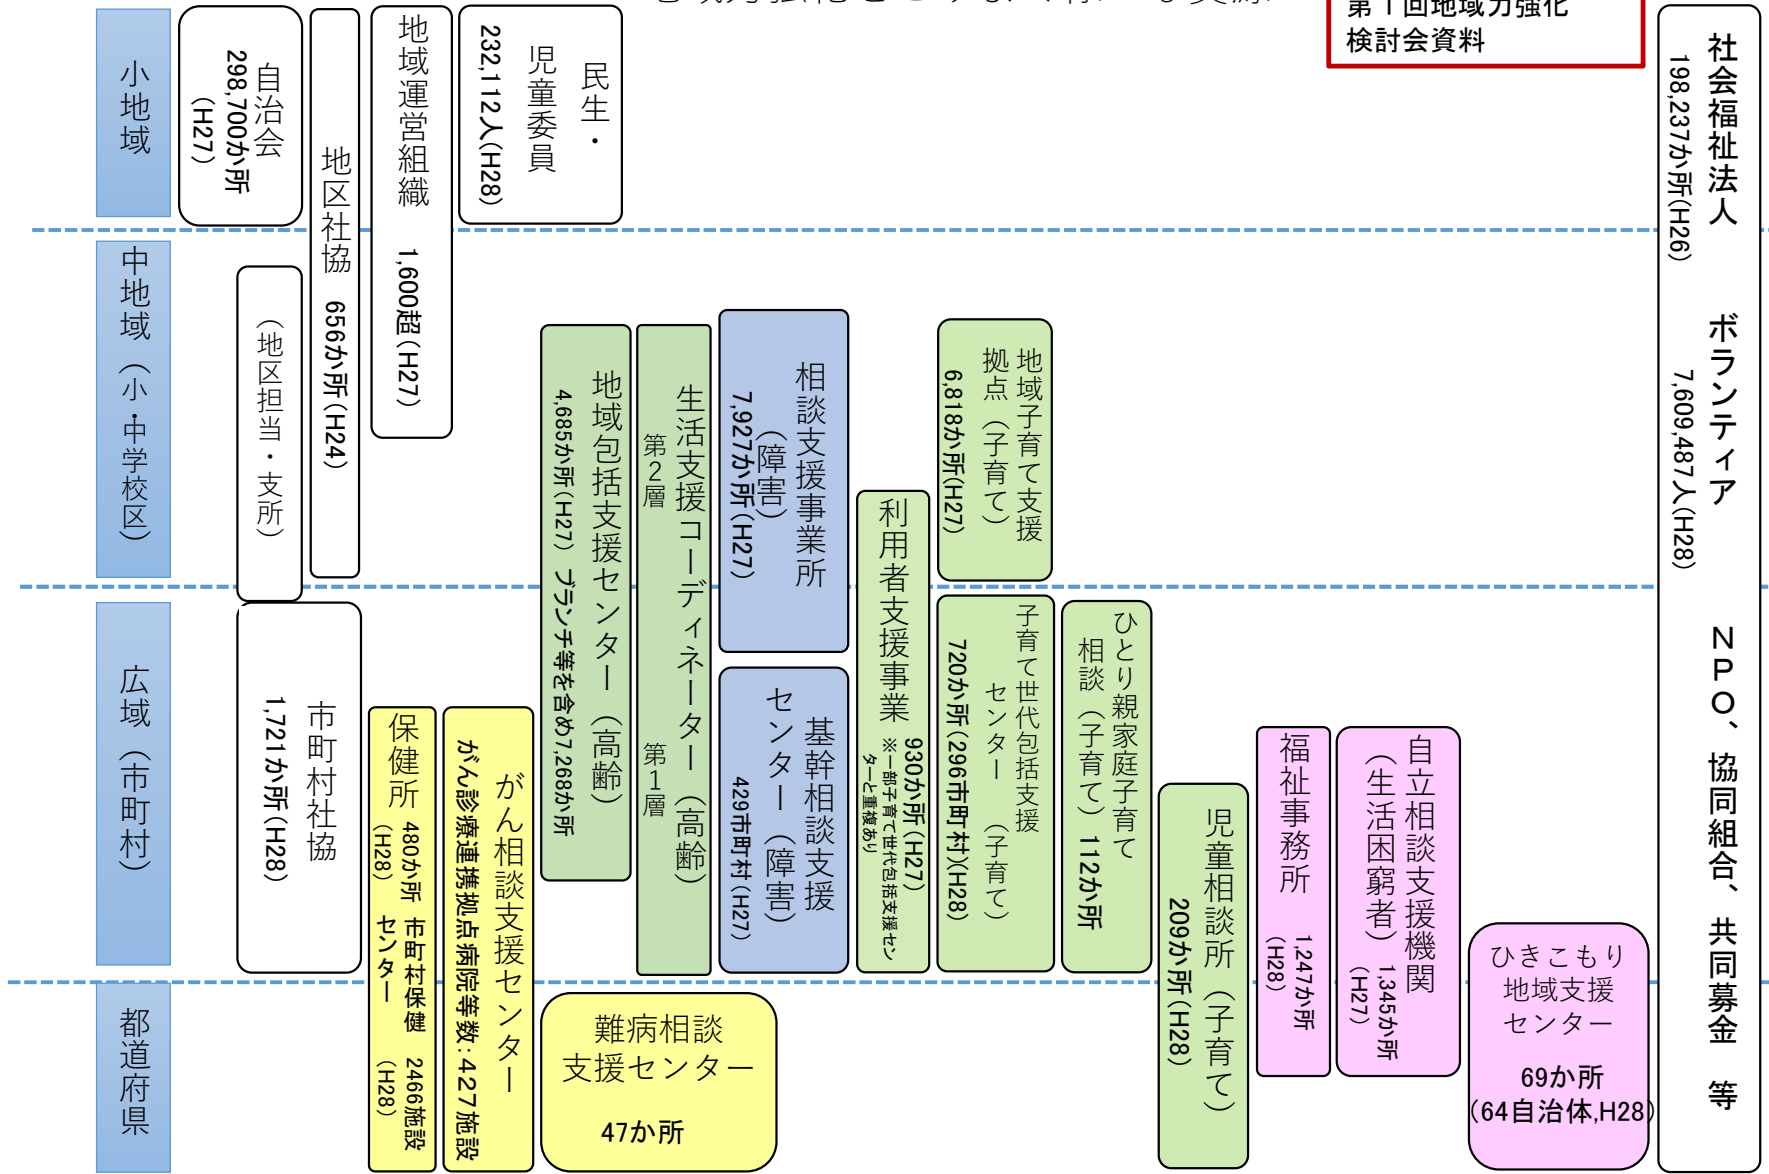 第1回地域力強化
検討会資料
小地域
中地域（小・中学校区）
広域（市町村）
都道府県
自治会
298,700か所
(H27)
地区社協 656か所(H24)
地域運営組織 1,600超(H27)
民生・
児童委員
232,112人(H28)
（地区担当・支所）
市町村社協
1,721か所(H28)
保健所 480か所
(H28)
市町村保健
センター 2466施設
(H28)
がん相談支援センター
がん診療連携拠点病院等数:427施設
難病相談
支援センター
47か所
地域包括支援センター（高齢）
4,685か所(H27) ブランチ等を含め7,268か所
生活支援コーディネーター（高齢）
第2層 第1層
相談支援事業所
（障害）
7,927か所(H27)
基幹相談支援
センター（障害）
429市町村(H27)
利用者支援事業 930か所(H27)
※一部子育て世代包括支援セン
ターと重複あり
地域子育て支援
拠点（子育て）
6,818か所(H27)
子育て世代包括支援
センター（子育て）
720か所(296市町村)(H28)
ひとり親家庭子育て
相談（子育て）112か所
児童相談所（子育て）
209か所(H28)
福祉事務所 1,247か所
(H28)
自立相談支援機関
（生活困窮者）1,345か所
(H27)
ひきこもり
地域支援
センター
69か所
(64自治体,H28)
社会福祉法人 ボランティア NPO、協同組合、共同募金 等
198,237か所(H26) 7,609,487人(H28)